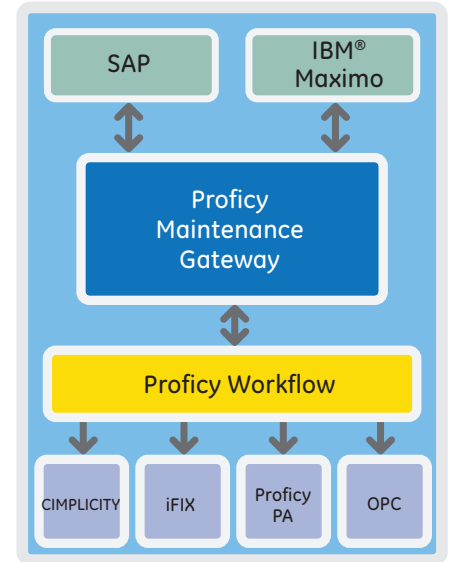 SAP
IBM®
Maximo
Proficy
Maintenance
Gateway
Proficy Workflow
CIMPLICITY
iFIX
Proficy
PA
OPC